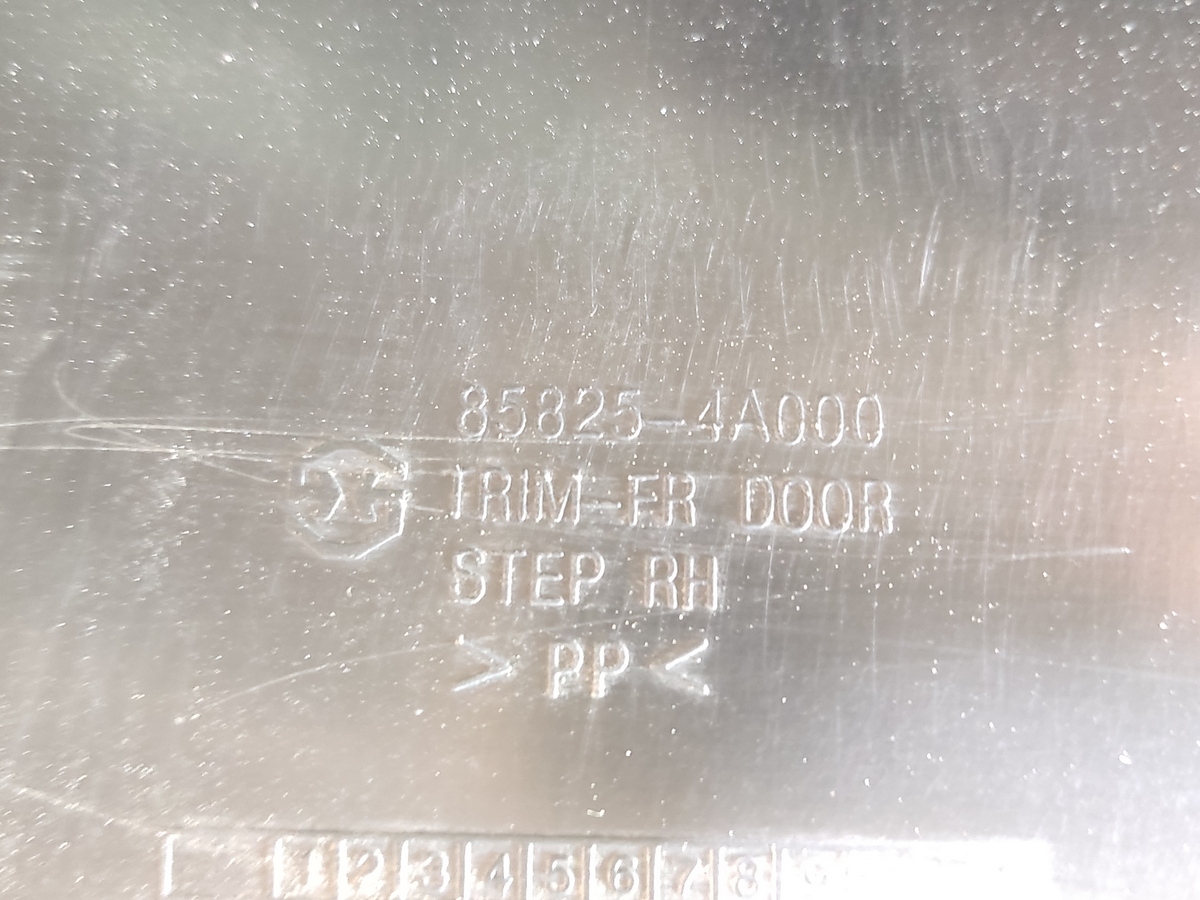 85825-4A000
TRIM-FR DOOR
STEP RH
> PP <
1 2 3 4 5 6 7 8